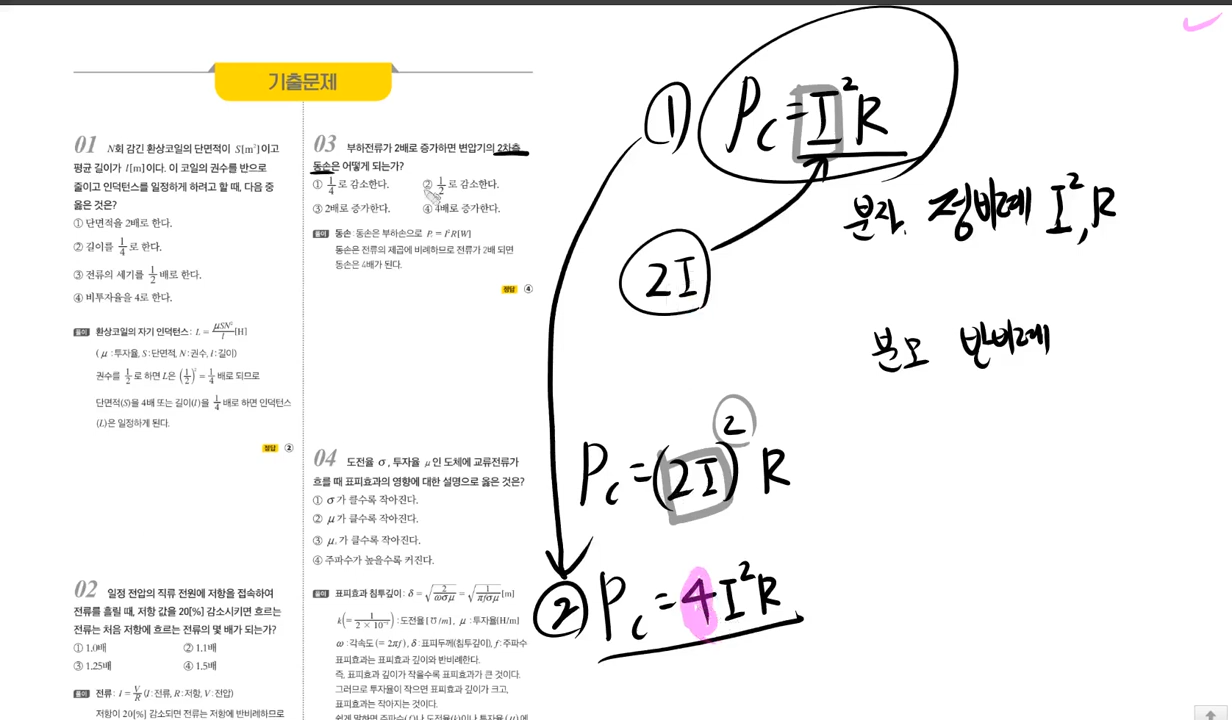 기출문제
01 N회 감긴 환상코일의 단면적이 S[m²]이고
평균 길이가 l[m]이다. 이 코일의 권수를 반으로
줄이고 인덕턴스를 일정하게 하려고 할 때, 다음 중
옳은 것은?
① 단면적을 2배로 한다.
② 길이를 1/4로 한다.
③ 전류의 세기를 1/2배로 한다.
④ 비투자율을 4로 한다.
풀이 환상코일의 자기 인덕턴스 : L = μSN²/l [H]
( μ : 투자율, S : 단면적, N : 권수, l : 길이)
권수를 1/2로 하면 L은 (1/2)² = 1/4 배로 되므로
단면적(S)을 4배 또는 길이(l)을 1/4 배로 하면 인덕턴스
(L)은 일정하게 된다.
정답 ②
02 일정 전압의 직류 전원에 저항을 접속하여
전류를 흘릴 때, 저항 값을 20[%] 감소시키면 흐르는
전류는 처음 저항에 흐르는 전류의 몇 배가 되는가?
① 1.0배 ② 1.1배
③ 1.25배 ④ 1.5배
풀이 전류 : I = V/R (I : 전류, R : 저항, V : 전압)
저항이 20[%] 감소되면 전류는 저항에 반비례하므로
03 부하전류가 2배로 증가하면 변압기의 2차측
동손은 어떻게 되는가?
① 1/4로 감소한다. ② 1/2로 감소한다.
③ 2배로 증가한다. ④ 4배로 증가한다.
풀이 동손 : 동손은 부하손으로 Pc = I²R[W]
동손은 전류의 제곱에 비례하므로 전류가 2배 되면
동손은 4배가 된다.
정답 ④
04 도전율 σ, 투자율 μ인 도체에 교류전류가
흐를 때 표피효과의 영향에 대한 설명으로 옳은 것은?
① σ가 클수록 작아진다.
② μ가 클수록 작아진다.
③ μ가 클수록 작아진다.
④ 주파수가 높을수록 커진다.
풀이 표피효과 침투깊이 : δ = √(2/ωσμ) = √(1/πfσμ) [m]
ω : 각속도(= 2πf), δ : 표피두께(침투깊이), f : 주파수
표피효과는 표피효과 깊이와 반비례한다.
즉, 표피효과 깊이가 작을수록 표피효과가 큰 것이다.
그러므로 투자율이 작으면 표피효과 깊이가 크고,
표피효과는 작아지는 것이다.
① Pc = I²R
분자. 정비례 I², R
2I
분모 반비례
Pc = (2I)² R
② Pc = 4I²R